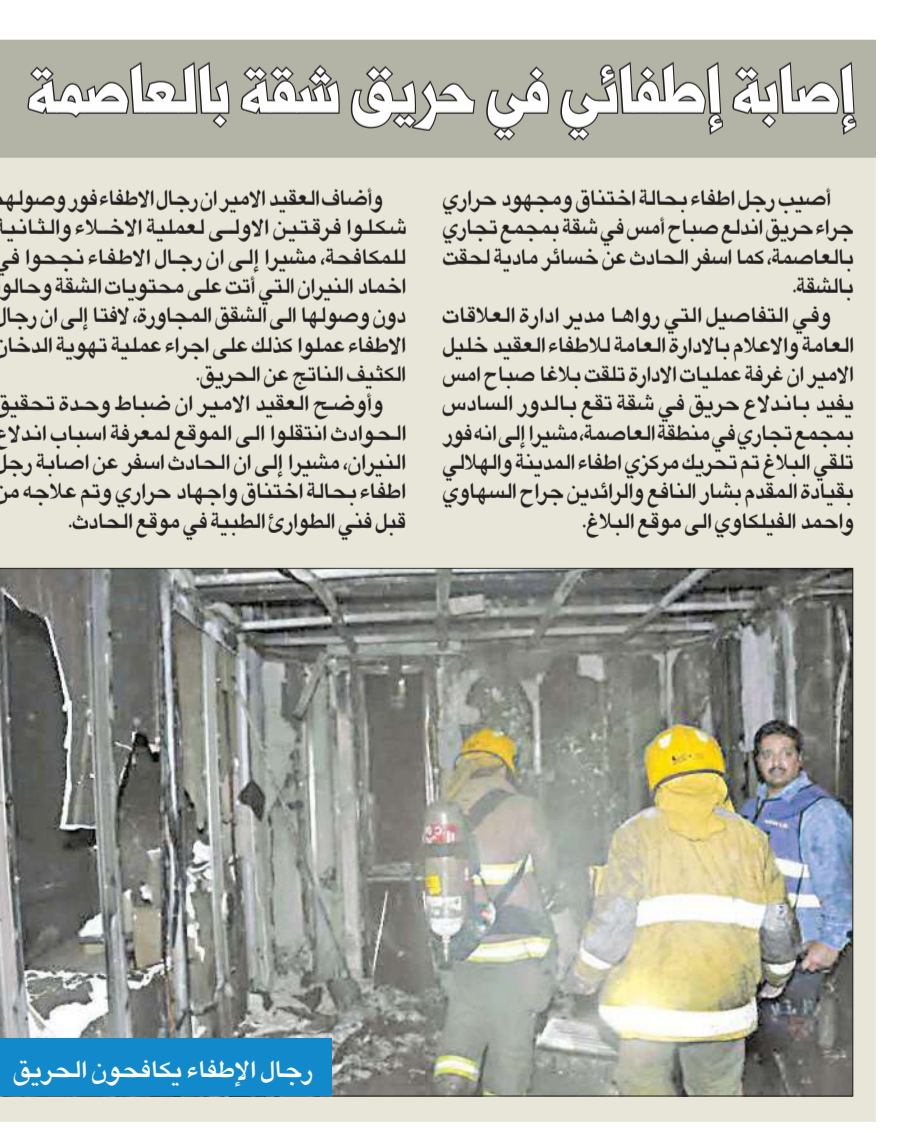 إصابة إطفائي في حريق شقة بالعاصمة
أصيب رجل اطفاء بحالة اختناق ومجهود حراري
جراء حريق اندلع صباح أمس في شقة بمجمع تجاري
بالعاصمة، كما اسفر الحادث عن خسائر مادية لحقت
بالشقة.
وفي التفاصيل التي رواها مدير ادارة العلاقات
العامة والاعلام بالادارة العامة للاطفاء العقيد خليل
الامير ان غرفة عمليات الادارة تلقت بلاغا صباح امس
يفيد باندلاع حريق في شقة تقع بالدور السادس
بمجمع تجاري في منطقة العاصمة، مشيرا إلى انه فور
تلقي البلاغ تم تحريك مركزي اطفاء المدينة والهلالي
بقيادة المقدم بشار النافع والرائدين جراح السهاوي
واحمد الفيلكاوي الى موقع البلاغ.
وأضاف العقيد الامير ان رجال الاطفاء فور وصولهم
شكلوا فرقتين الاولى لعملية الاخلاء والثانية
للمكافحة، مشيرا إلى ان رجال الاطفاء نجحوا في
اخماد النيران التي أتت على محتويات الشقة وحالوا
دون وصولها الى الشقق المجاورة، لافتا إلى ان رجال
الاطفاء عملوا كذلك على اجراء عملية تهوية الدخان
الكثيف الناتج عن الحريق.
وأوضح العقيد الامير ان ضباط وحدة تحقيق
الحوادث انتقلوا الى الموقع لمعرفة اسباب اندلاع
النيران، مشيرا إلى ان الحادث اسفر عن اصابة رجل
اطفاء بحالة اختناق واجهاد حراري وتم علاجه من
قبل فني الطوارئ الطبية في موقع الحادث.
رجال الإطفاء يكافحون الحريق